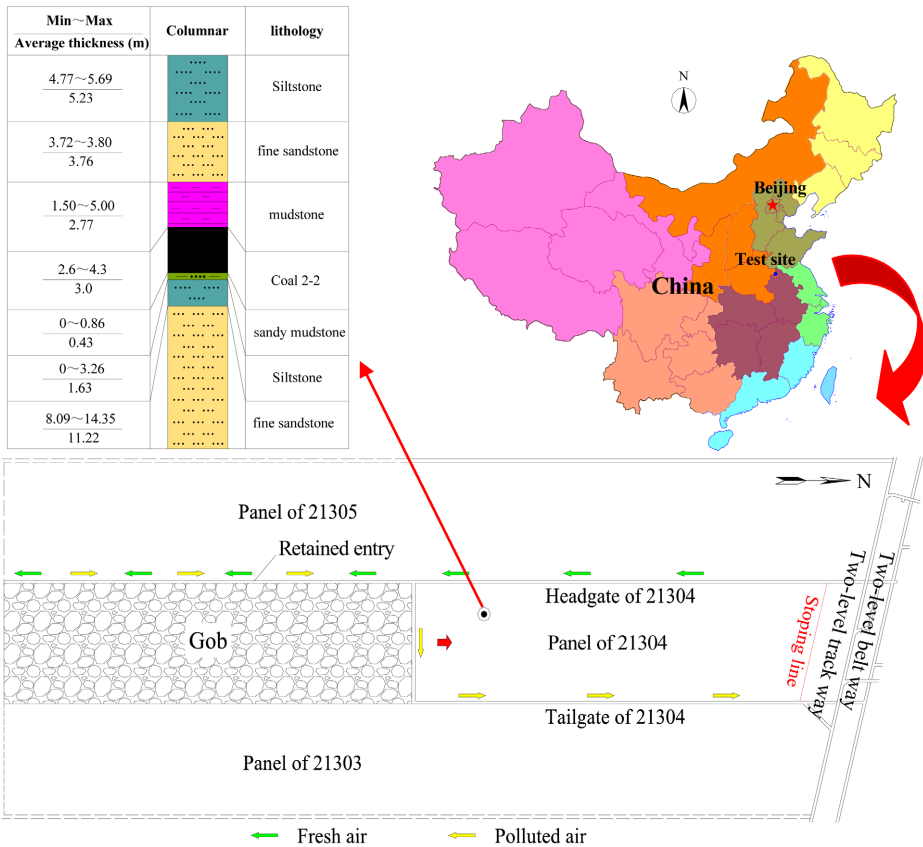 Min～Max
Average thickness (m)
Columnar
lithology
4.77～5.69
5.23
Siltstone
3.72～3.80
3.76
fine sandstone
1.50～5.00
2.77
mudstone
2.6～4.3
3.0
Coal 2-2
0～0.86
0.43
sandy mudstone
0～3.26
1.63
Siltstone
8.09～14.35
11.22
fine sandstone
N
Beijing
Test site
China
N
Panel of 21305
Retained entry
Headgate of 21304
Gob
Panel of 21304
Stoping line
Two-level track way
Two-level belt way
Tailgate of 21304
Panel of 21303
Fresh air
Polluted air